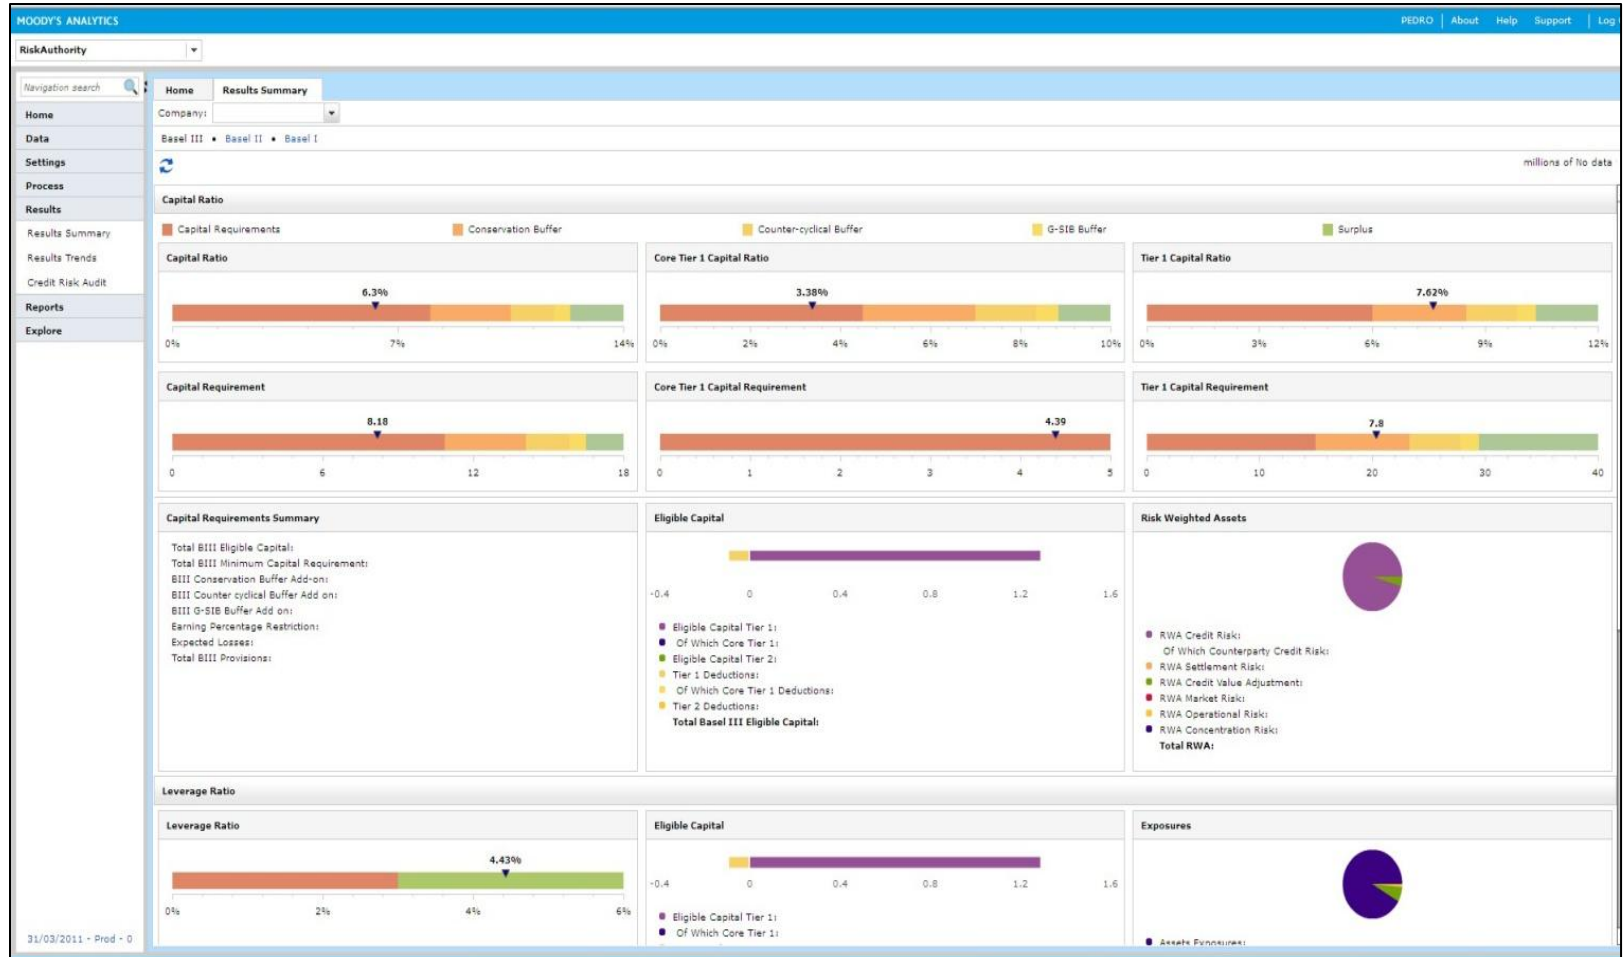 MOODY'S ANALYTICS
PEDRO | About Help Support | Log
RiskAuthority
Navigation search
Home
Data
Settings
Process
Results
Results Summary
Results Trends
Credit Risk Audit
Reports
Explore
31/03/2011 - Prod - 0
Home Results Summary
Company:
Basel III • Basel II • Basel I
millions of No data
Capital Ratio
Capital Requirements Conservation Buffer Counter-cyclical Buffer G-SIB Buffer Surplus
Capital Ratio
6.3%
0% 7% 14%
Core Tier 1 Capital Ratio
3.38%
0% 2% 4% 6% 8% 10%
Tier 1 Capital Ratio
7.62%
0% 3% 6% 9% 12%
Capital Requirement
8.18
0 6 12 18
Core Tier 1 Capital Requirement
4.39
0 1 2 3 4 5
Tier 1 Capital Requirement
7.8
0 10 20 30 40
Capital Requirements Summary
Total BIII Eligible Capital:
Total BIII Minimum Capital Requirement:
BIII Conservation Buffer Add-on:
BIII Counter cyclical Buffer Add on:
BIII G-SIB Buffer Add on:
Earning Percentage Restriction:
Expected Losses:
Total BIII Provisions:
Eligible Capital
-0.4 0 0.4 0.8 1.2 1.6
Eligible Capital Tier 1:
Of Which Core Tier 1:
Eligible Capital Tier 2:
Tier 1 Deductions:
Of Which Core Tier 1 Deductions:
Tier 2 Deductions:
Total Basel III Eligible Capital:
Risk Weighted Assets
RWA Credit Risk:
Of Which Counterparty Credit Risk:
RWA Settlement Risk:
RWA Credit Value Adjustment:
RWA Market Risk:
RWA Operational Risk:
RWA Concentration Risk:
Total RWA:
Leverage Ratio
Leverage Ratio
4.43%
0% 2% 4% 6%
Eligible Capital
-0.4 0 0.4 0.8 1.2 1.6
Eligible Capital Tier 1:
Of Which Core Tier 1:
Exposures
Assets Exposures: